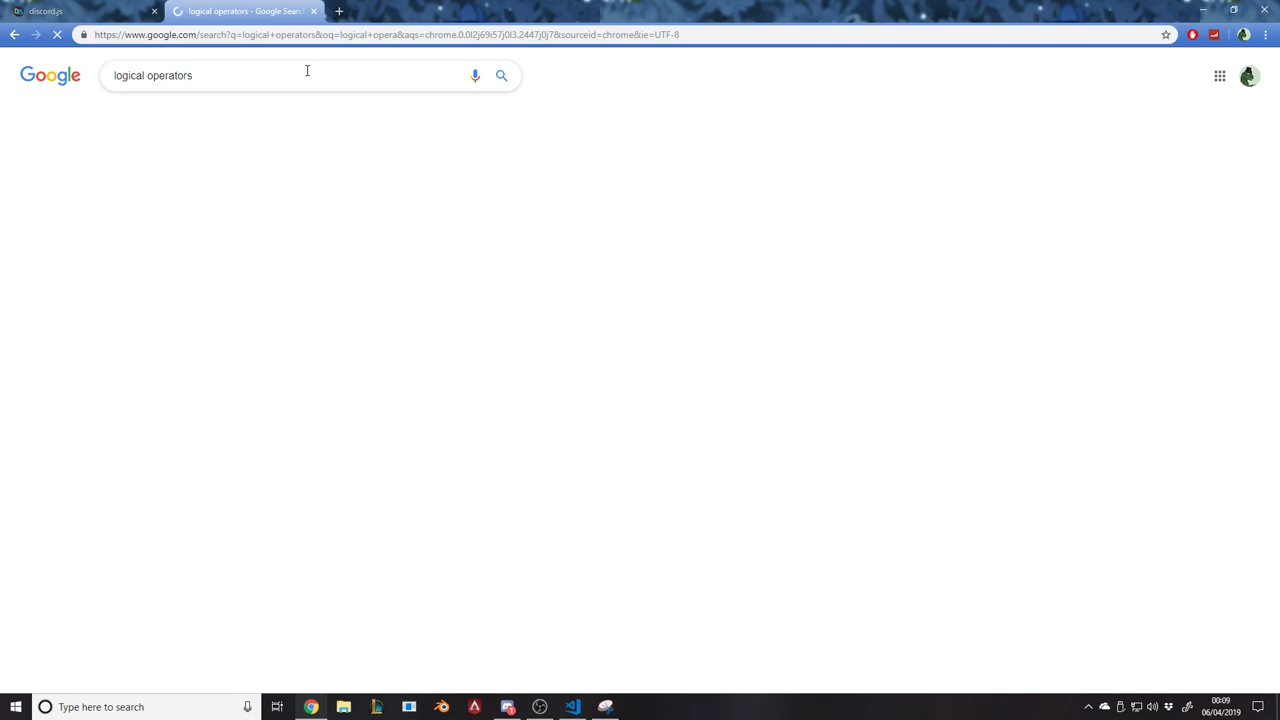 discord.js
logical operators - Google Searc
https://www.google.com/search?q=logical+operators&oq=logical+opera&aqs=chrome.0.0l2j69i57j0l3.2447j0j7&sourceid=chrome&ie=UTF-8
Google
logical operators
Type here to search
00:09
06/04/2019